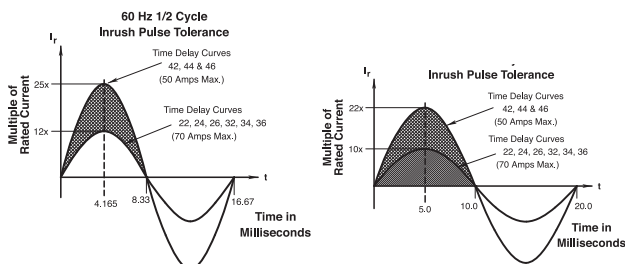 60 Hz 1/2 Cycle
Inrush Pulse Tolerance
Ir
Multiple of
Rated Current
25x
12x
Time Delay Curves
42, 44 & 46
(50 Amps Max.)
Time Delay Curves
22, 24, 26, 32, 34, 36
(70 Amps Max.)
t
4.165
8.33
16.67
Time in
Milliseconds
Inrush Pulse Tolerance
Ir
Multiple of
Rated Current
22x
10x
Time Delay Curves
42, 44 & 46
(50 Amps Max.)
Time Delay Curves
22, 24, 26, 32, 34, 36
(70 Amps Max.)
t
5.0
10.0
20.0
Time in
Milliseconds